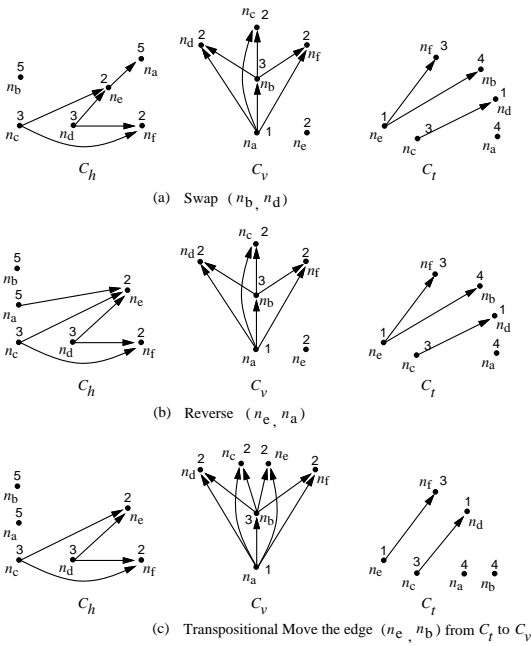 5 n_b 3 n_c 3 n_d 2 n_e 5 n_a 2 n_f
n_c 2 n_d 2 2 n_f 3 n_b n_a 1 2 n_e
n_f 3 4 n_b 1 n_d 1 n_e 3 n_c 4 n_a
C_h C_v C_t
(a) Swap (n_b, n_d)
5 n_b 5 n_a 3 n_c 3 n_d 2 n_e 2 n_f
n_c 2 n_d 2 2 n_f 3 n_b n_a 1 2 n_e
n_f 3 4 n_b 1 n_d 1 n_e 3 n_c 4 n_a
C_h C_v C_t
(b) Reverse (n_e, n_a)
5 n_b 5 n_a 3 n_c 3 n_d 2 n_e 2 n_f
n_c 2 2 n_e n_d 2 2 n_f 3 n_b n_a 1
n_f 3 1 n_d 1 n_e 3 n_c 4 n_a 4 n_b
C_h C_v C_t
(c) Transpositional Move the edge (n_e, n_b) from C_t to C_v